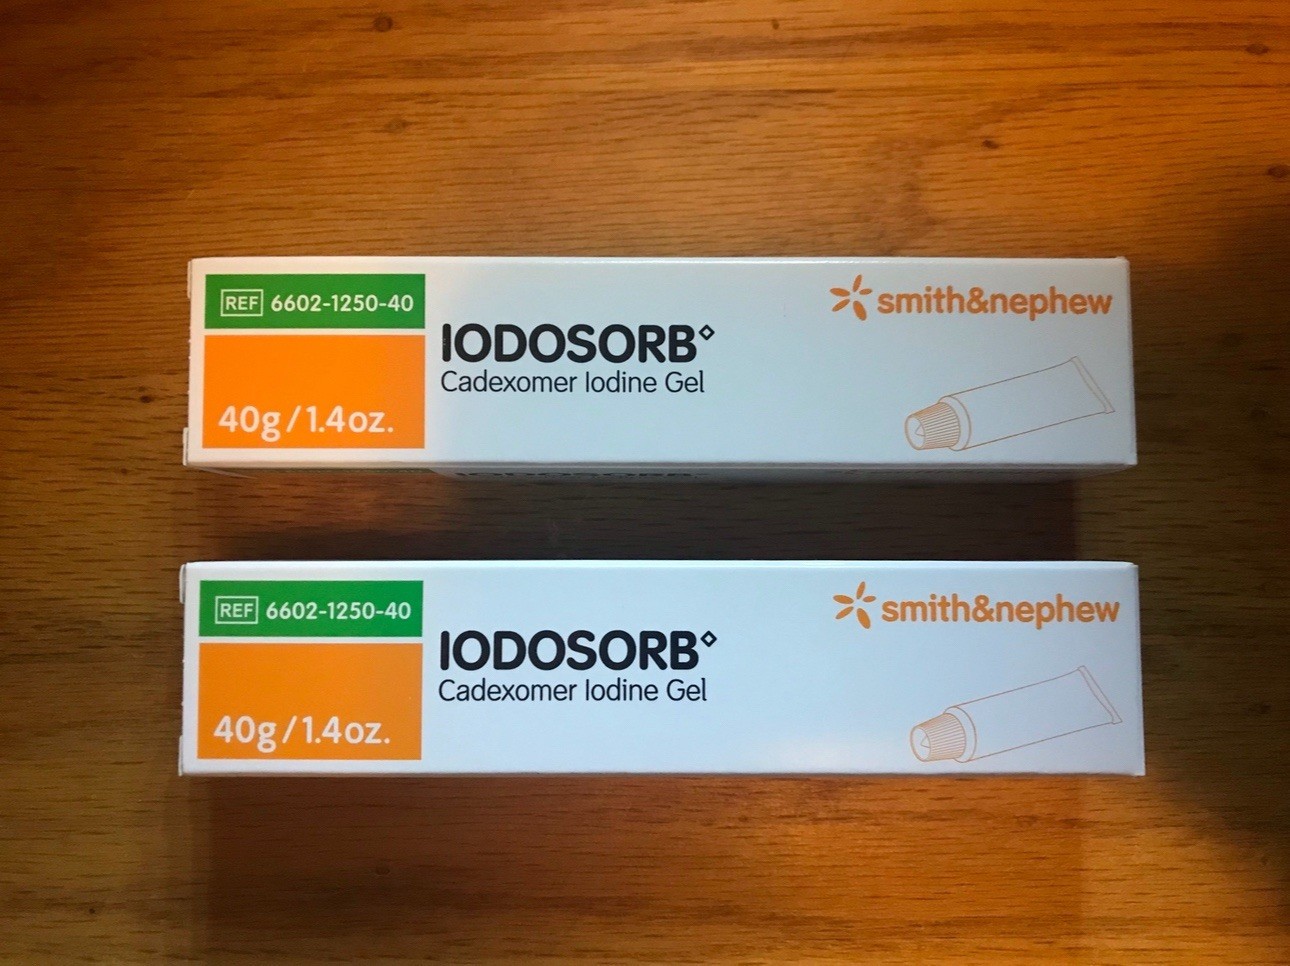 REF 6602-1250-40
smith&nephew
IODOSORB◊
Cadexomer Iodine Gel
40g/1.4oz.
IODOSORB
REF 6602-1250-40
smith&nephew
IODOSORB◊
Cadexomer Iodine Gel
40g/1.4oz.